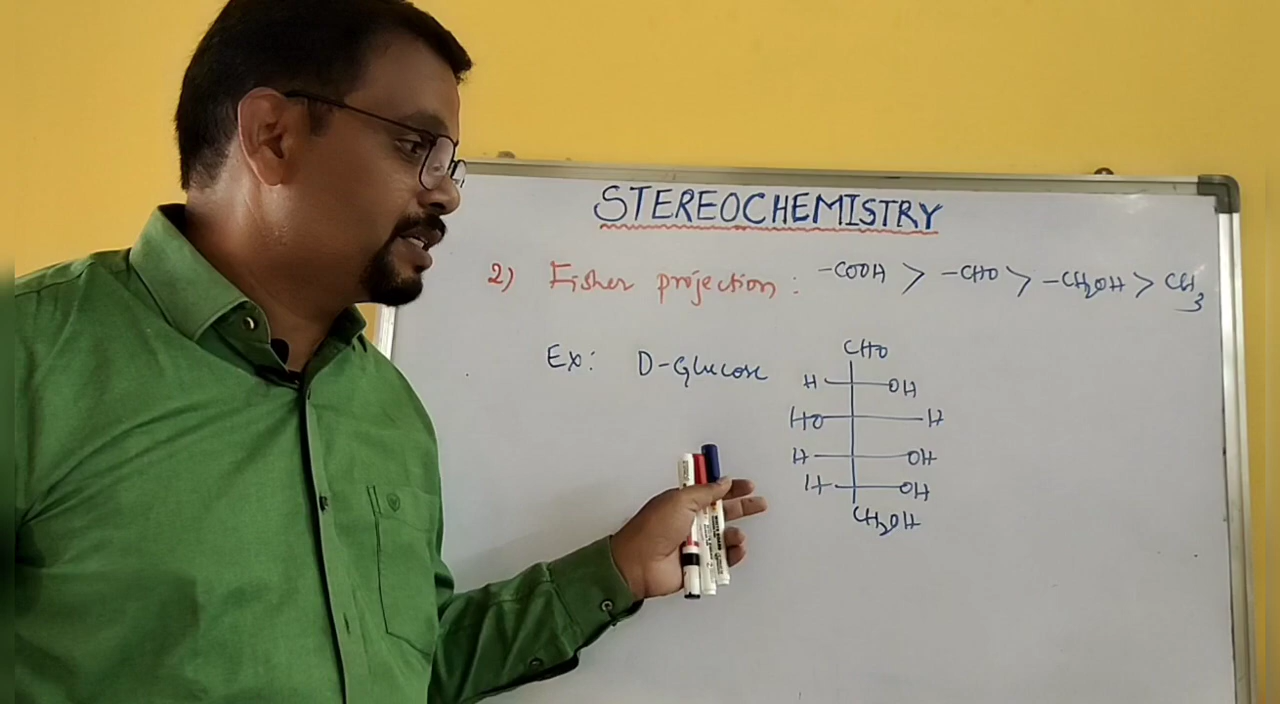 STEREOCHEMISTRY
2) Fisher projection : -COOH > -CHO > -CH2OH > CH3
Ex: D-Glucose
CHO
H OH
HO H
H OH
H OH
CH2OH